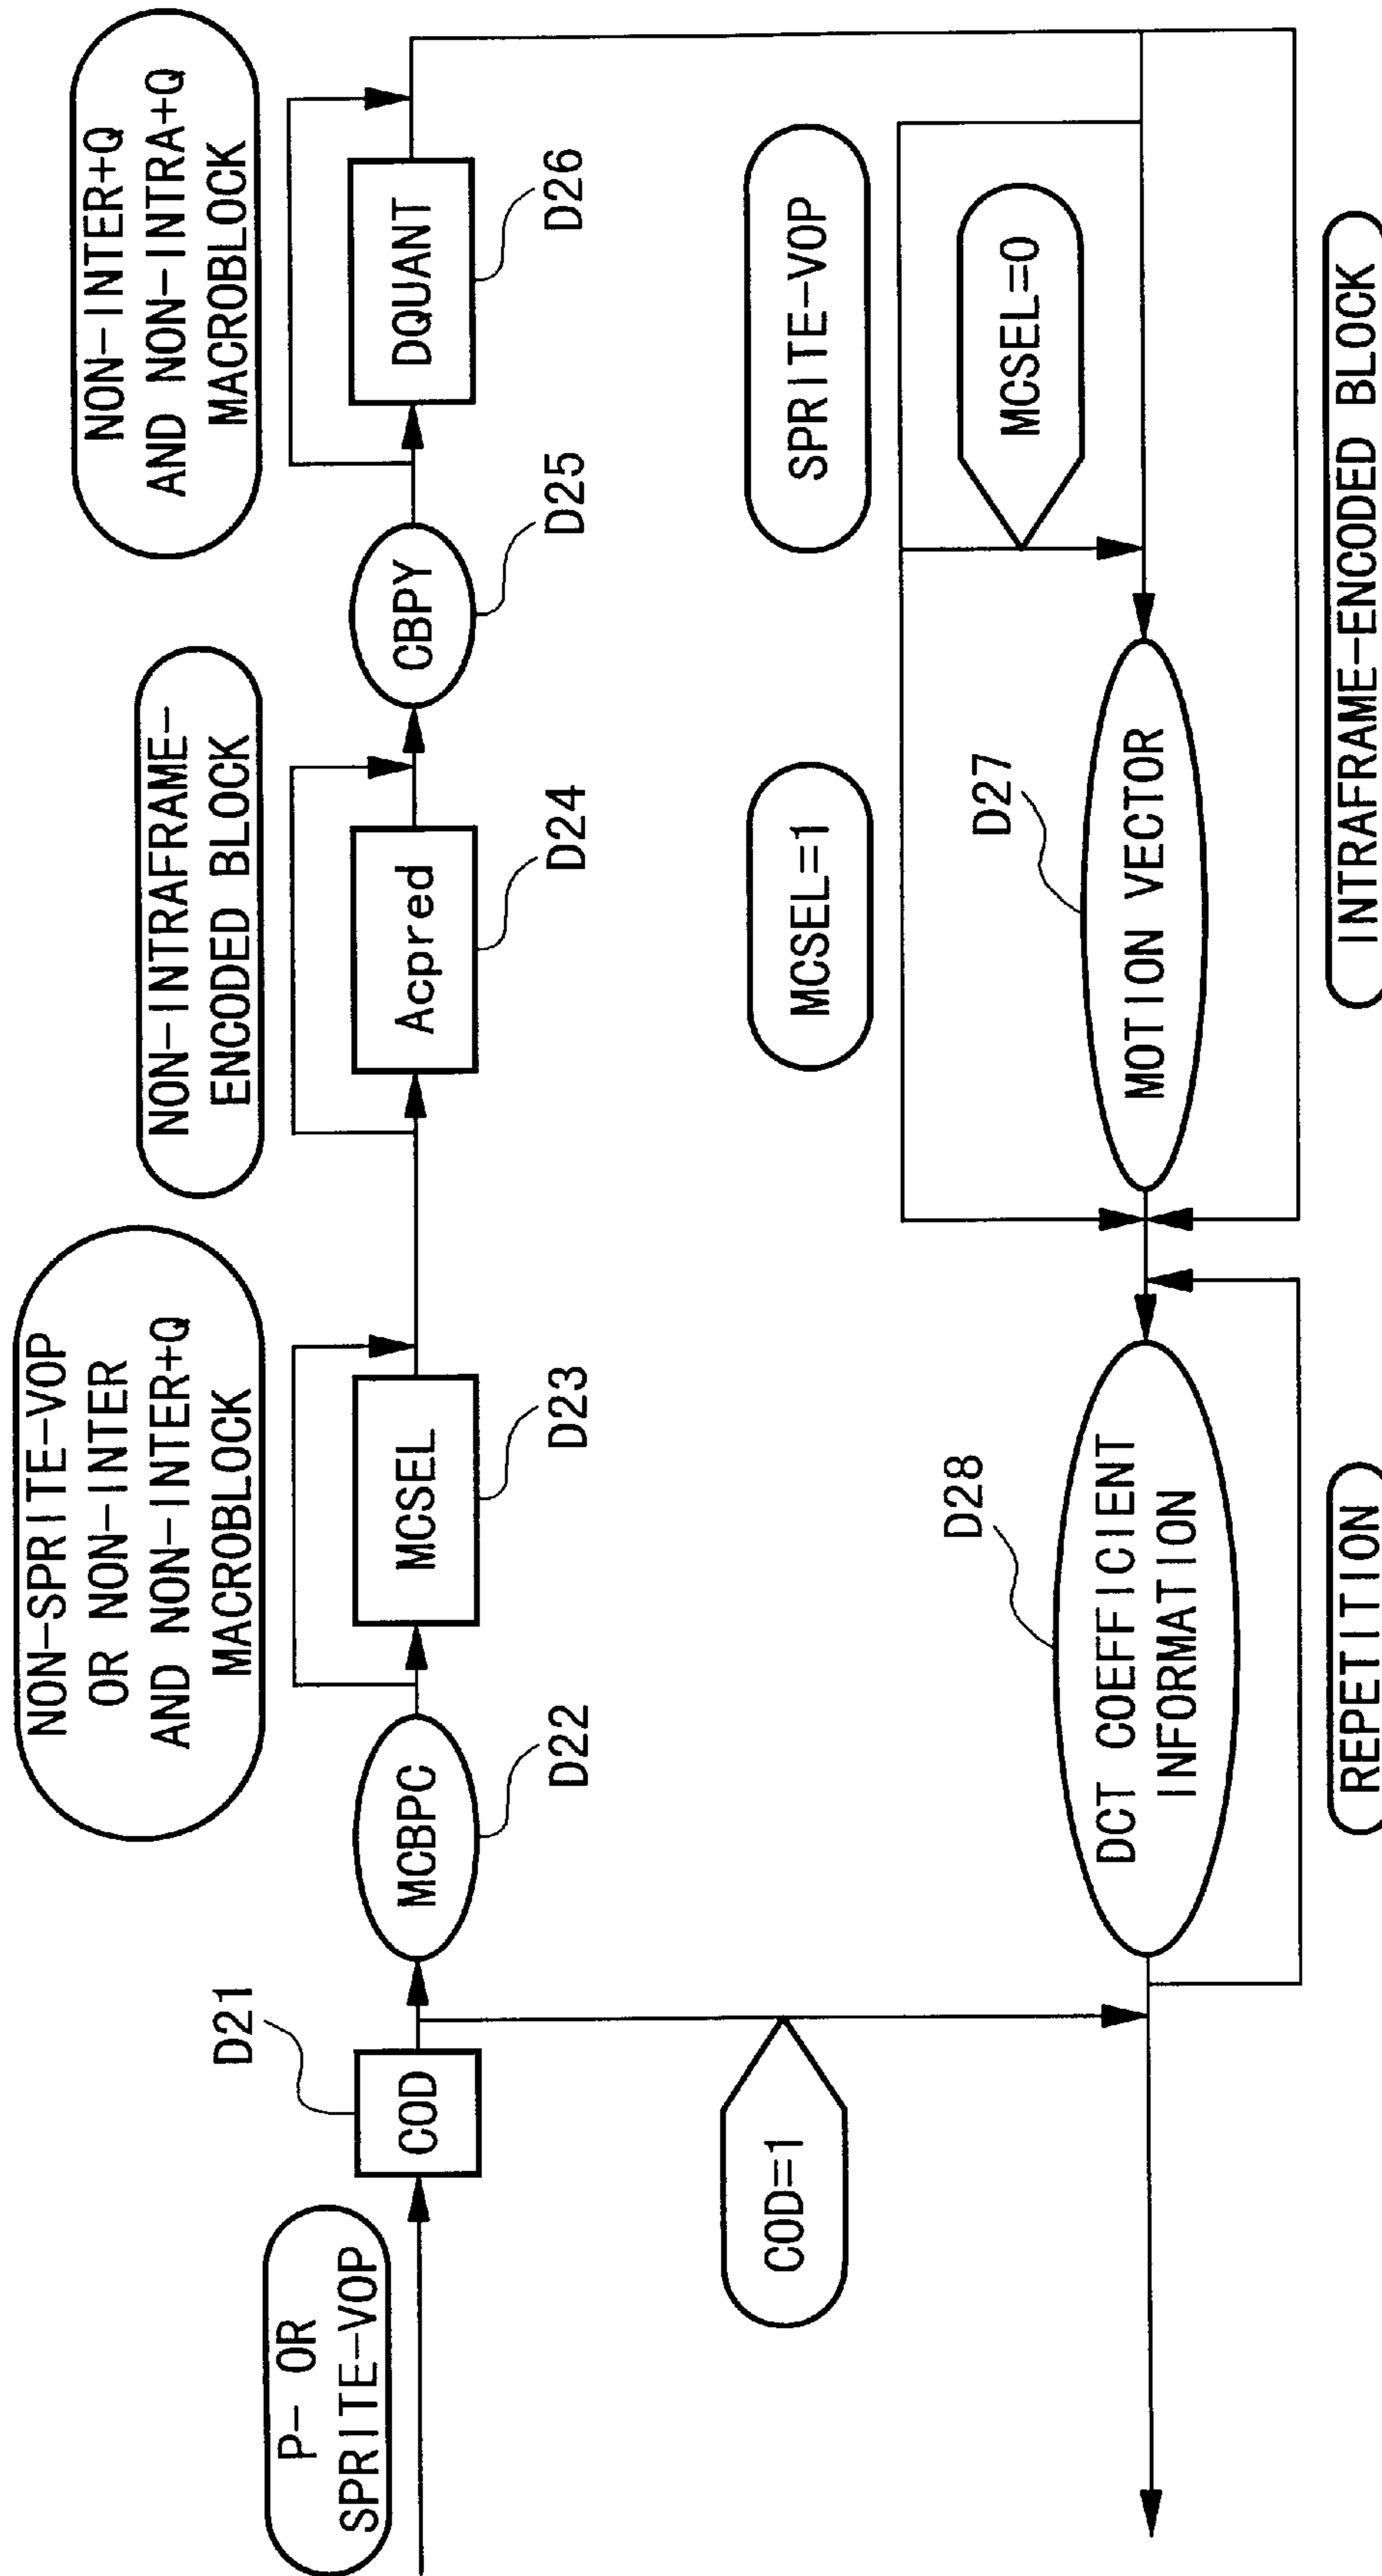 P- OR
SPRITE-VOP
D21
COD
COD=1
NON-SPRITE-VOP
OR NON-INTER
AND NON-INTER+Q
MACROBLOCK
MCBPC
D22
MCSEL
D23
NON-INTRAFRAME-
ENCODED BLOCK
Acpred
D24
CBPY
D25
NON-INTER+Q
AND NON-INTRA+Q
MACROBLOCK
DQUANT
D26
SPRITE-VOP
MCSEL=0
MCSEL=1
D27
MOTION VECTOR
INTRAFRAME-ENCODED BLOCK
D28
DCT COEFFICIENT
INFORMATION
REPETITION